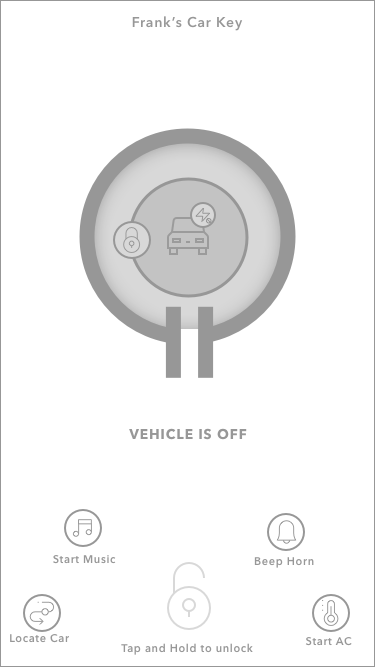 Frank’s Car Key
VEHICLE IS OFF
Start Music
Beep Horn
Locate Car
Tap and Hold to unlock
Start AC